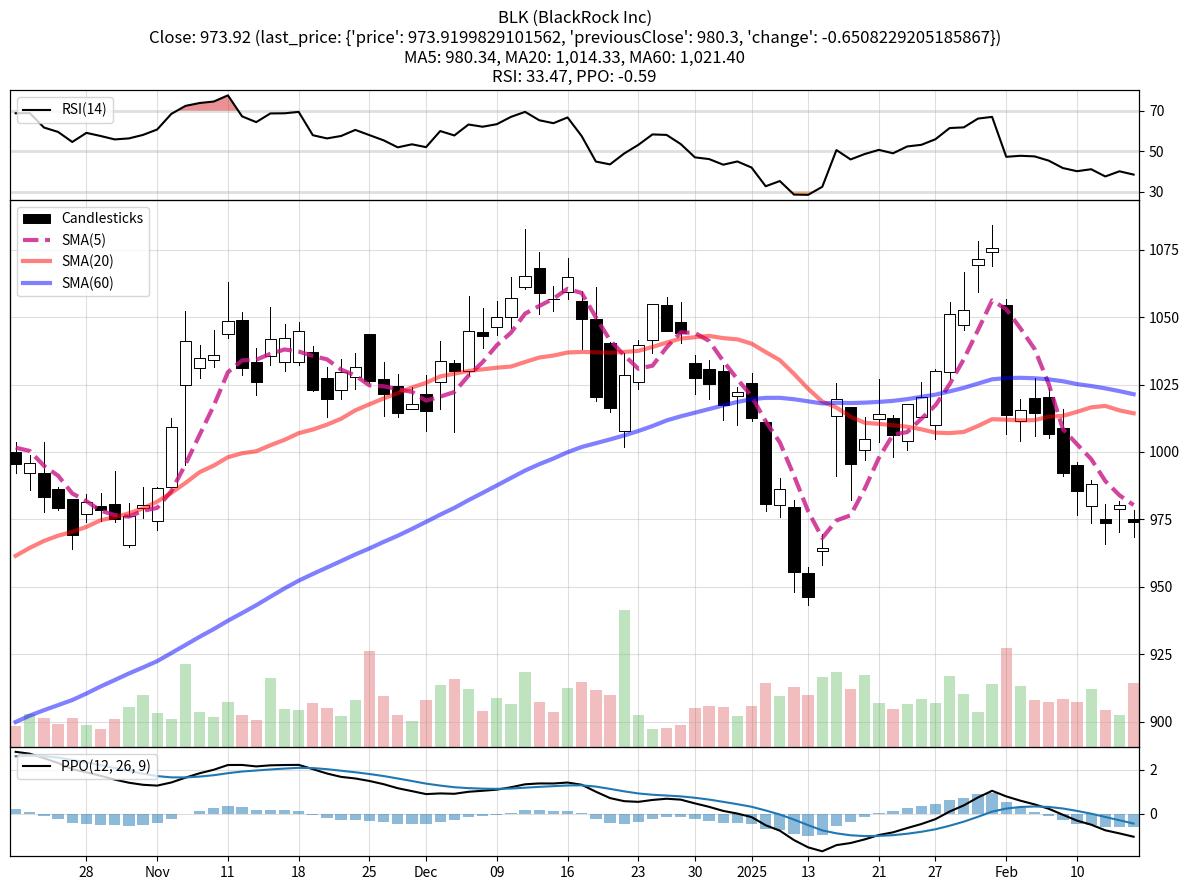 BLK (BlackRock Inc)
Close: 973.92 (last_price: {'price': 973.9199829101562, 'previousClose': 980.3, 'change': -0.6508229205185867})
MA5: 980.34, MA20: 1,014.33, MA60: 1,021.40
RSI: 33.47, PPO: -0.59
RSI(14)
70
50
30
Candlesticks
SMA(5)
SMA(20)
SMA(60)
1075
1050
1025
1000
975
950
925
900
PPO(12, 26, 9)
2
0
28 Nov 11 18 25 Dec 09 16 23 30 2025 13 21 27 Feb 10